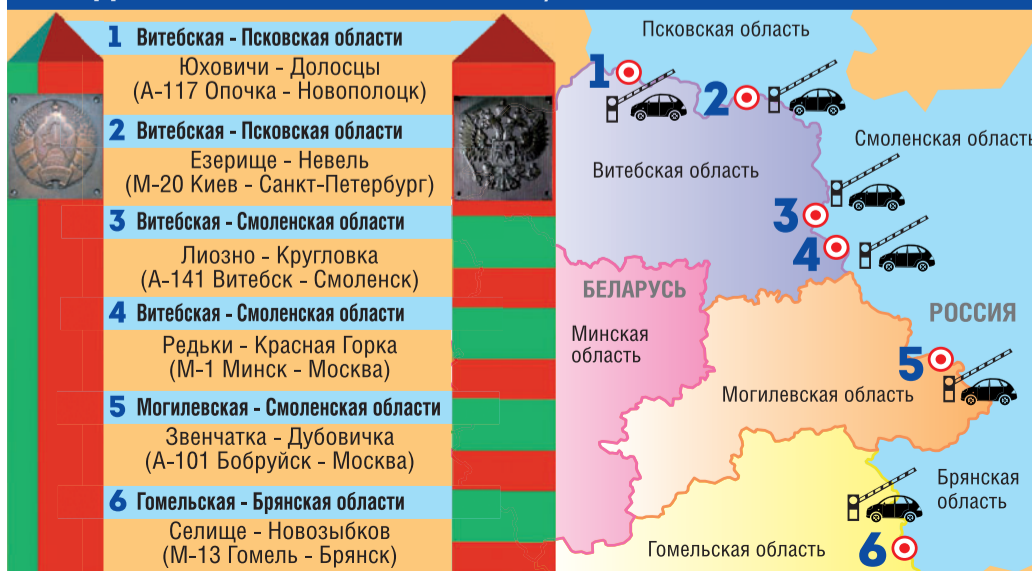 1 Витебская - Псковская области
Юховичи - Долосцы
(А-117 Опочка - Новополоцк)
2 Витебская - Псковская области
Езерище - Невель
(М-20 Киев - Санкт-Петербург)
3 Витебская - Смоленская области
Лиозно - Кругловка
(А-141 Витебск - Смоленск)
4 Витебская - Смоленская области
Редьки - Красная Горка
(М-1 Минск - Москва)
5 Могилевская - Смоленская области
Звенчатка - Дубовичка
(А-101 Бобруйск - Москва)
6 Гомельская - Брянская области
Селище - Новозыбков
(М-13 Гомель - Брянск)
Псковская область
1
2
Смоленская область
Витебская область
3
4
БЕЛАРУСЬ
РОССИЯ
Минская
область
5
Могилевская область
Брянская
область
Гомельская область
6